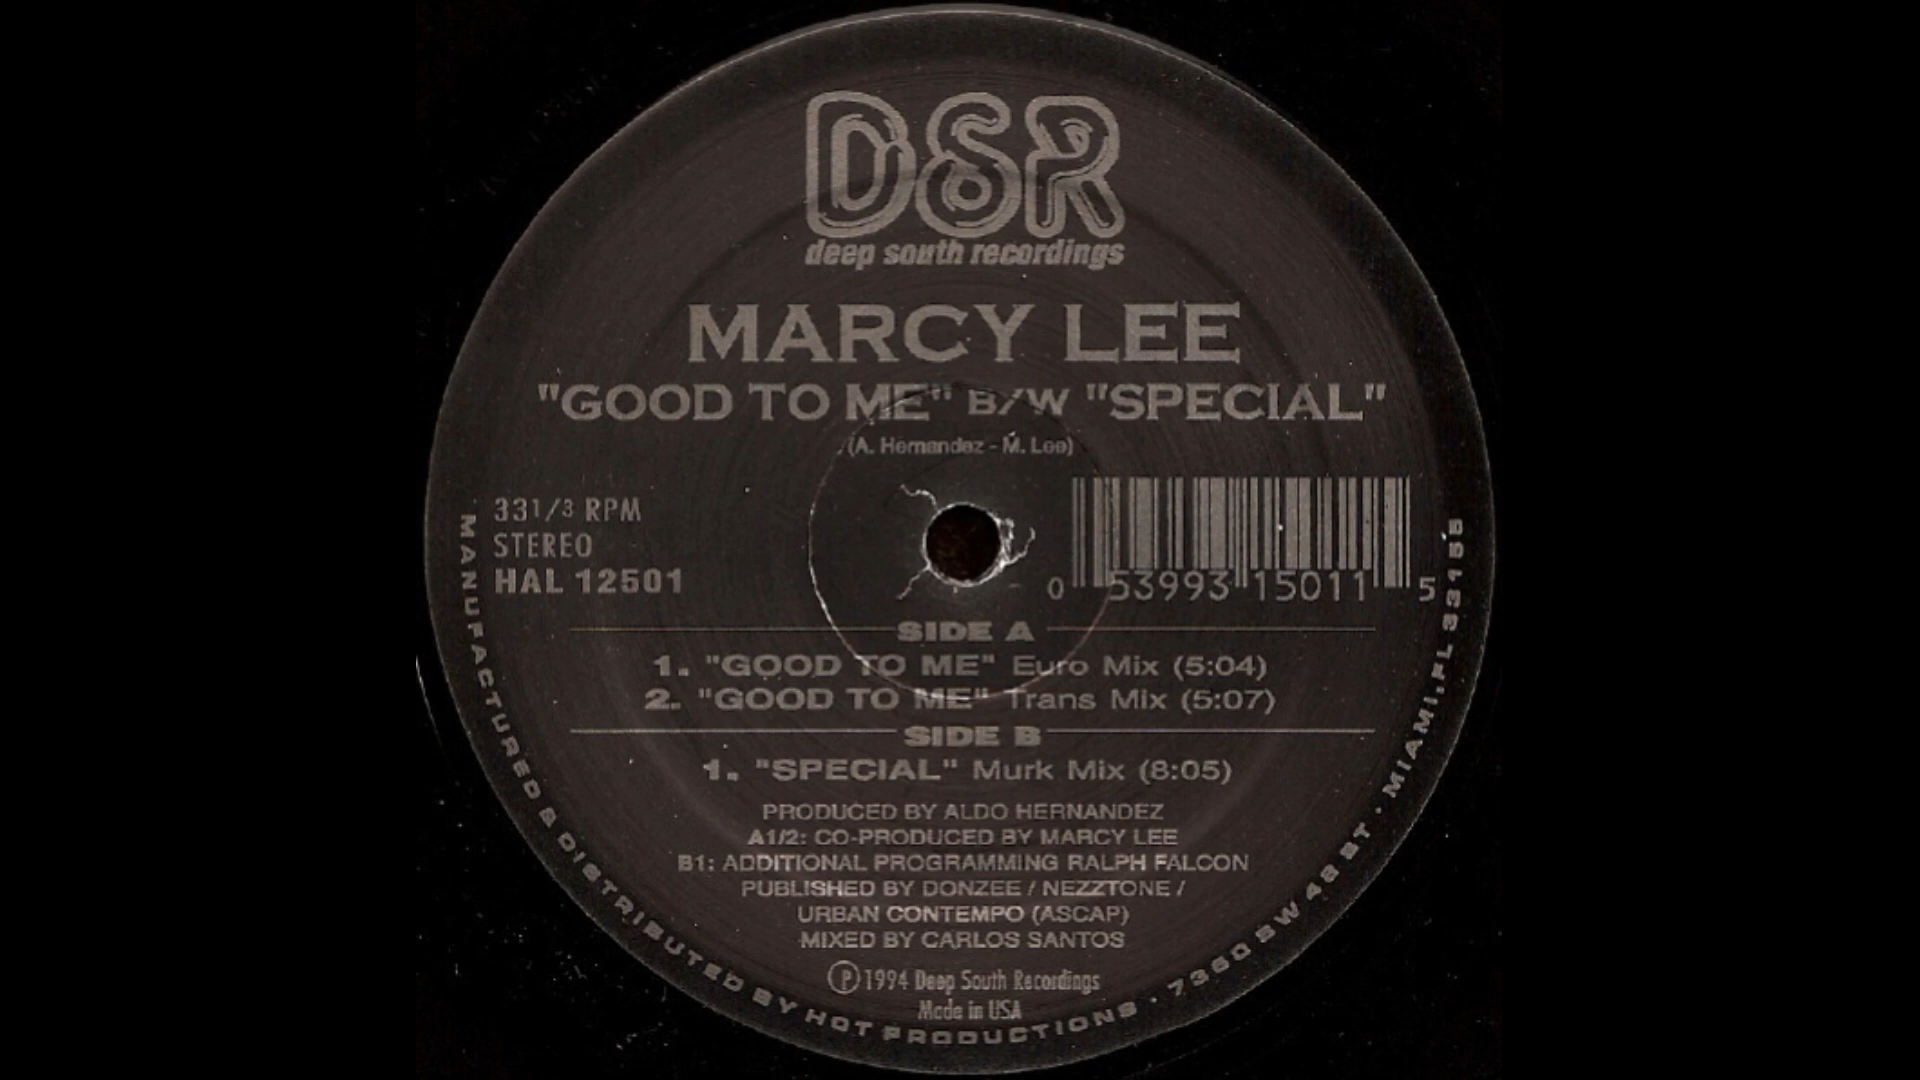 DSR
deep south recordings
MARCY LEE
"GOOD TO ME" B/W "SPECIAL"
(A. Hernandez - M. Lee)
33 1/3 RPM
STEREO
HAL 12501
0 53993 15011 5
SIDE A
1. "GOOD TO ME" Euro Mix (5:04)
2. "GOOD TO ME" Trans Mix (5:07)
SIDE B
1. "SPECIAL" Murk Mix (8:05)
PRODUCED BY ALDO HERNANDEZ
A1/2: CO-PRODUCED BY MARCY LEE
B1: ADDITIONAL PROGRAMMING RALPH FALCON
PUBLISHED BY DONZEE / NEZZTONE /
URBAN CONTEMPO (ASCAP)
MIXED BY CARLOS SANTOS
Ⓟ 1994 Deep South Recordings
Made in USA
MANUFACTURED & DISTRIBUTED BY HOT PRODUCTIONS · 7360 SW 48 ST · MIAMI, FL 33155